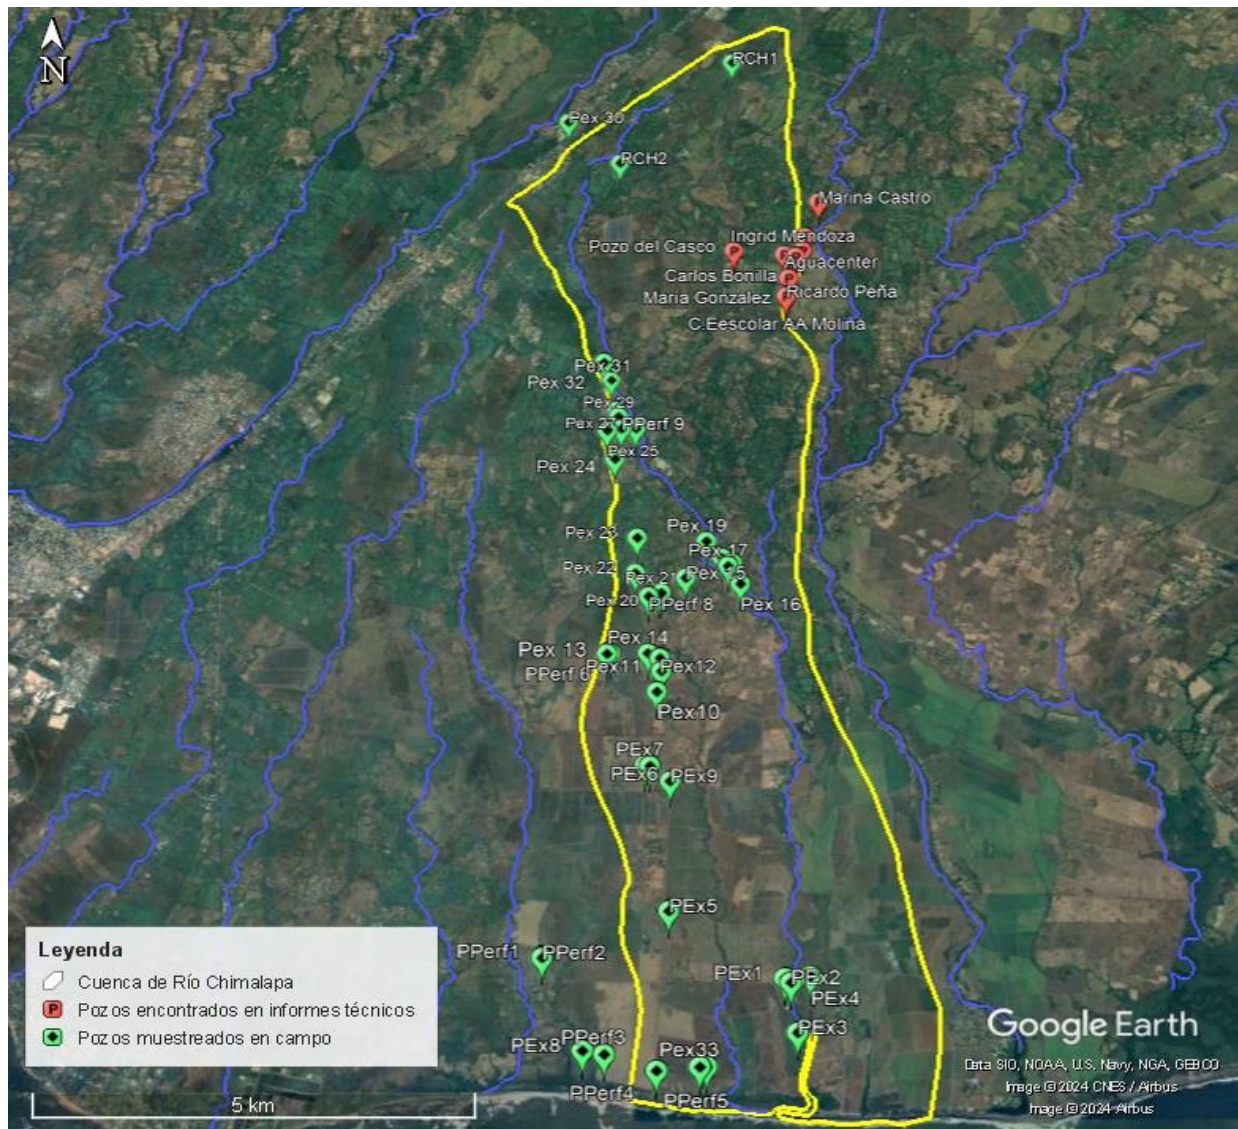 N
RCH1
Pex 30
RCH2
Marina Castro
Ingrid Mendoza
Pozo del Casco
Aguacenter
Carlos Bonilla
Ricardo Peña
Maria González
C.Eescolar AA Molina
Pex 31
Pex 32
Pex 29
Pex 27
PPerf 9
Pex 25
Pex 24
Pex 19
Pex 23
Pex 17
Pex 22
Pex 21
Pex 15
Pex 20
PPerf 8
Pex 16
Pex 14
Pex 13
Pex11
Pex12
PPerf 6
Pex10
PEx7
PEx6
PEx9
PEx5
PPerf1
PPerf2
PEx1
PEx2
PEx4
PEx3
PPerf3
PEx8
Pex33
PPerf4
PPerf5
Leyenda
Cuenca de Río Chimalapa
P Pozos encontrados en informes técnicos
Pozos muestreados en campo
5 km
Google Earth
Data SIO, NOAA, U.S. Navy, NGA, GEBCO
Image © 2024 CNES / Airbus
Image © 2024 Airbus